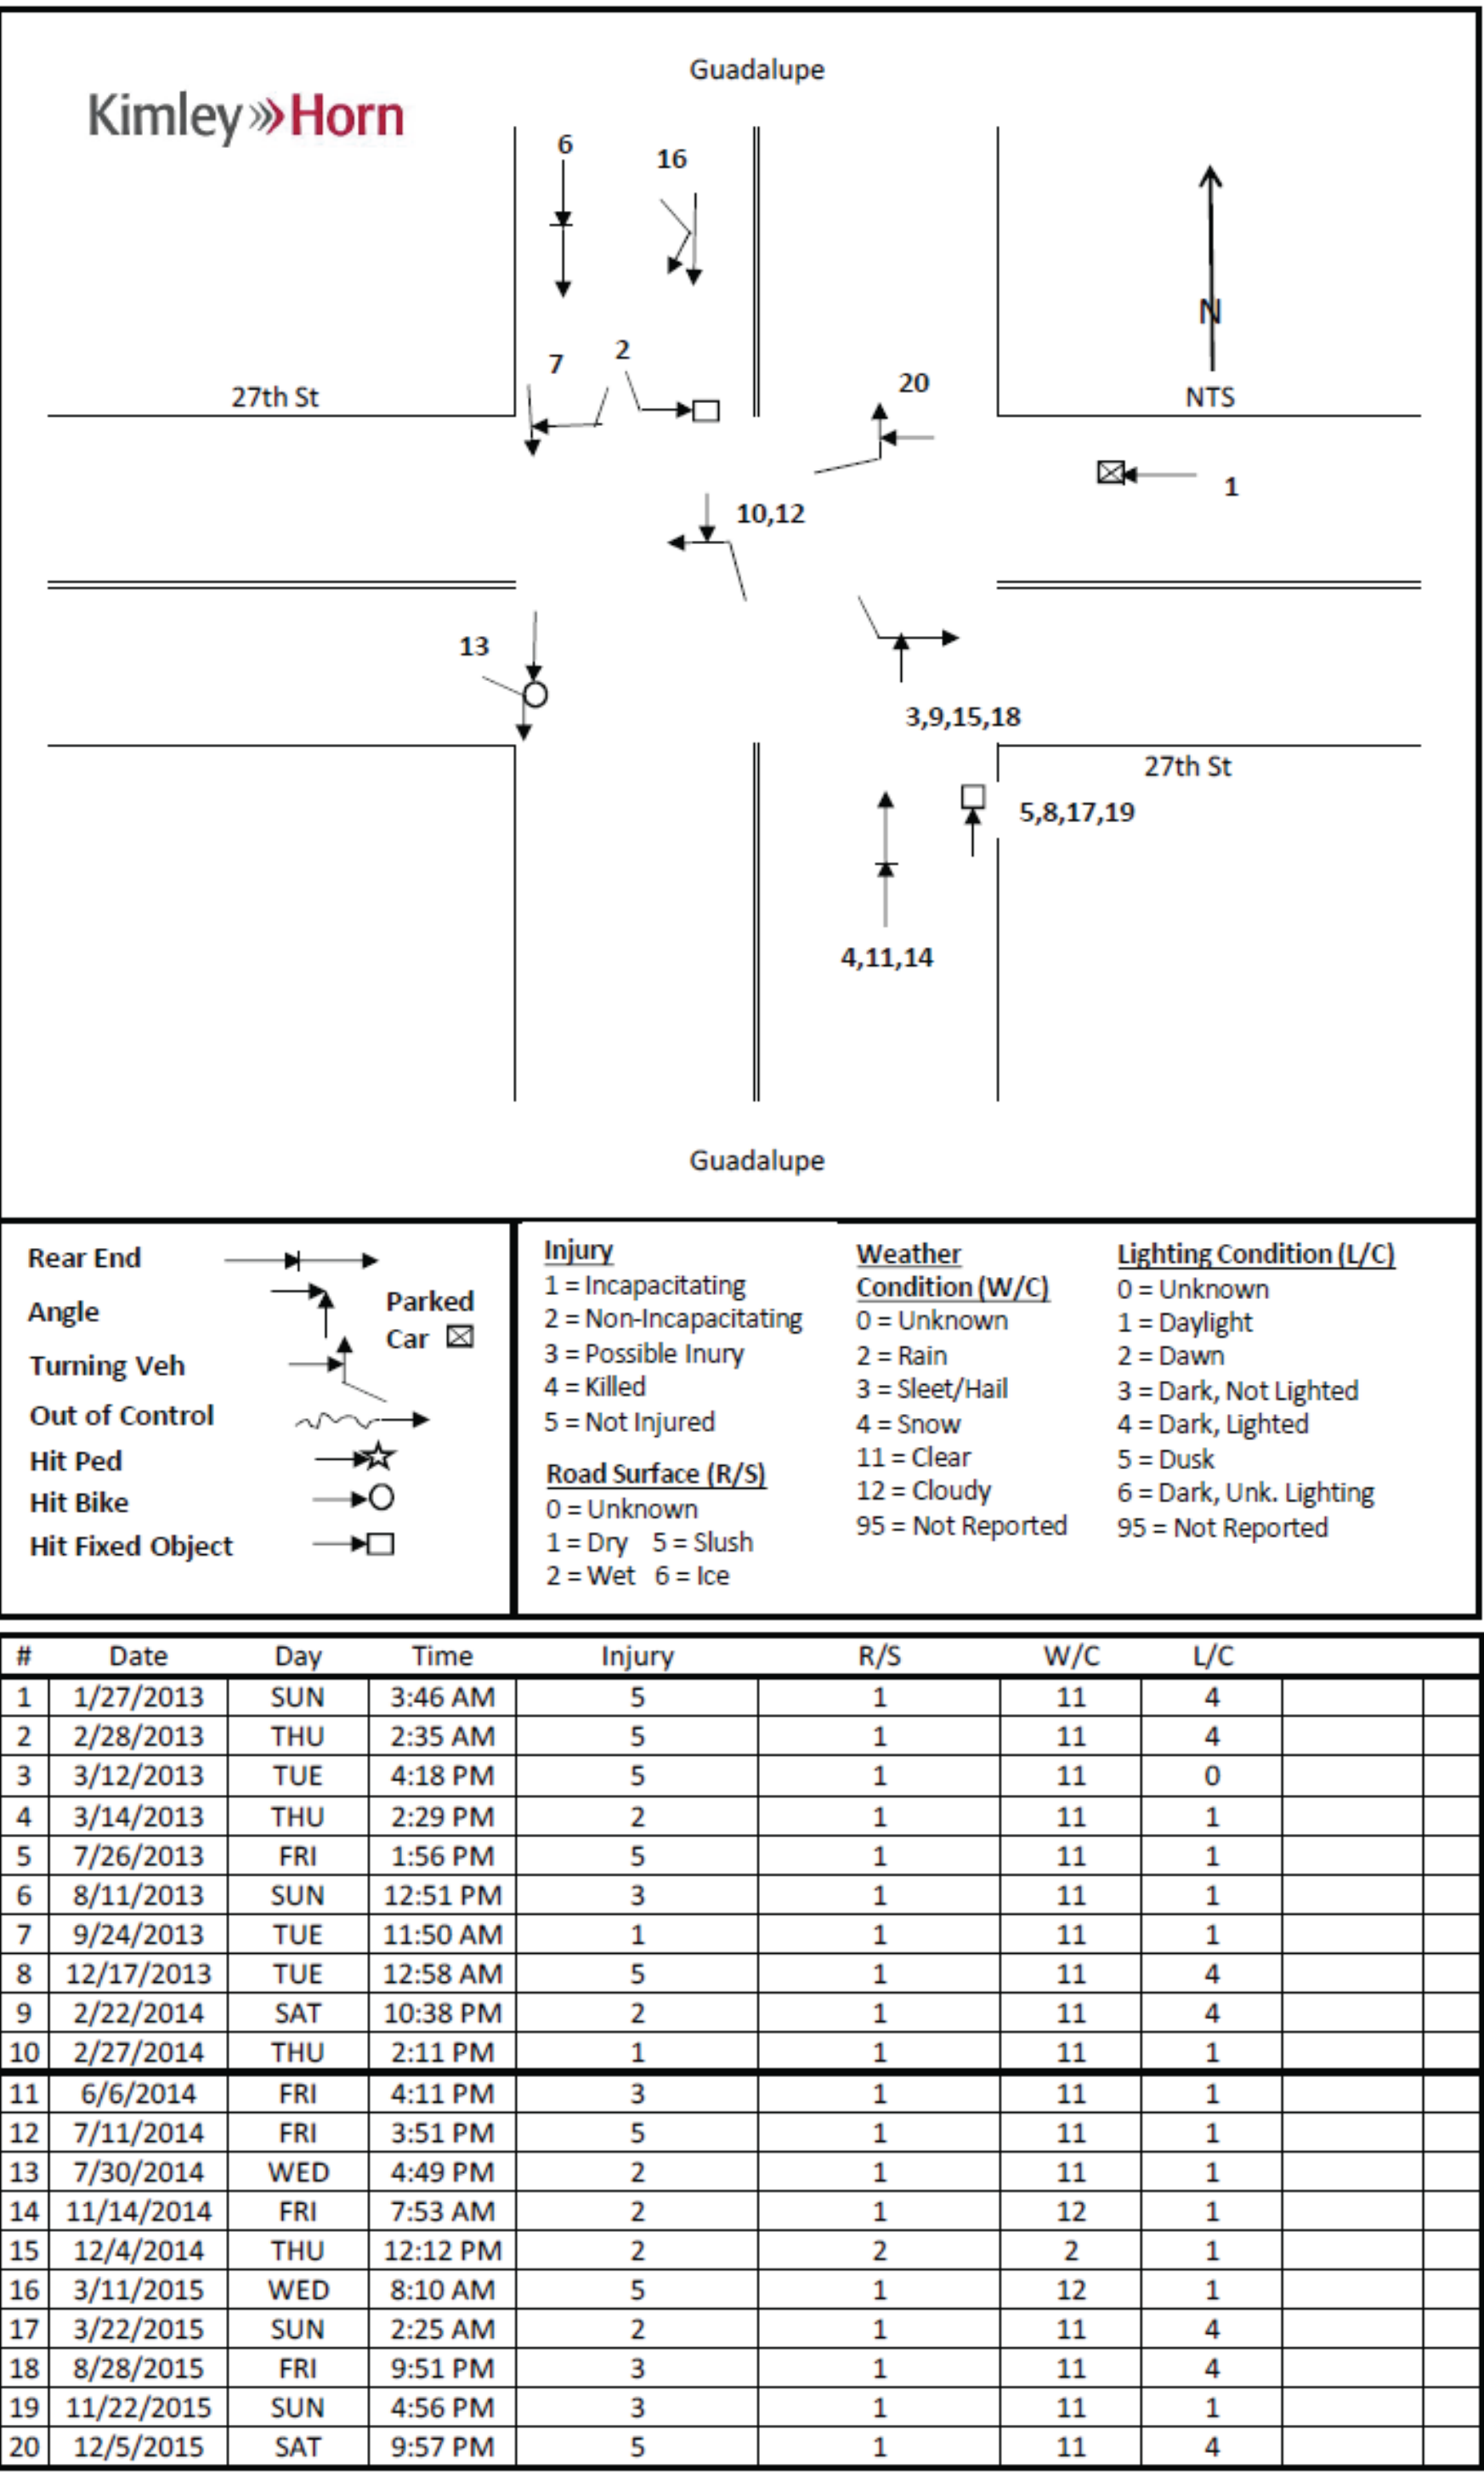 Guadalupe
Kimley»Horn
6
16
N
7
2
27th St
20
NTS
1
10,12
13
3,9,15,18
27th St
5,8,17,19
4,11,14
Guadalupe
Rear End
Angle
Parked
Car
Turning Veh
Out of Control
Hit Ped
Hit Bike
Hit Fixed Object
Injury
1 = Incapacitating
2 = Non-Incapacitating
3 = Possible Inury
4 = Killed
5 = Not Injured
Road Surface (R/S)
0 = Unknown
1 = Dry 5 = Slush
2 = Wet 6 = Ice
Weather
Condition (W/C)
0 = Unknown
2 = Rain
3 = Sleet/Hail
4 = Snow
11 = Clear
12 = Cloudy
95 = Not Reported
Lighting Condition (L/C)
0 = Unknown
1 = Daylight
2 = Dawn
3 = Dark, Not Lighted
4 = Dark, Lighted
5 = Dusk
6 = Dark, Unk. Lighting
95 = Not Reported
# Date Day Time Injury R/S W/C L/C
1 1/27/2013 SUN 3:46 AM 5 1 11 4
2 2/28/2013 THU 2:35 AM 5 1 11 4
3 3/12/2013 TUE 4:18 PM 5 1 11 0
4 3/14/2013 THU 2:29 PM 2 1 11 1
5 7/26/2013 FRI 1:56 PM 5 1 11 1
6 8/11/2013 SUN 12:51 PM 3 1 11 1
7 9/24/2013 TUE 11:50 AM 1 1 11 1
8 12/17/2013 TUE 12:58 AM 5 1 11 4
9 2/22/2014 SAT 10:38 PM 2 1 11 4
10 2/27/2014 THU 2:11 PM 1 1 11 1
11 6/6/2014 FRI 4:11 PM 3 1 11 1
12 7/11/2014 FRI 3:51 PM 5 1 11 1
13 7/30/2014 WED 4:49 PM 2 1 11 1
14 11/14/2014 FRI 7:53 AM 2 1 12 1
15 12/4/2014 THU 12:12 PM 2 2 2 1
16 3/11/2015 WED 8:10 AM 5 1 12 1
17 3/22/2015 SUN 2:25 AM 2 1 11 4
18 8/28/2015 FRI 9:51 PM 3 1 11 4
19 11/22/2015 SUN 4:56 PM 3 1 11 1
20 12/5/2015 SAT 9:57 PM 5 1 11 4